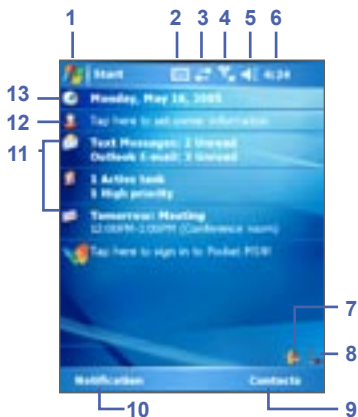 1 2 3 4 5 6
Start 4:24
13 Monday, May 16, 2005
12 Tap here to set owner information
11 Text Messages: 2 Unread
Outlook E-mail: 3 Unread
1 Active task
1 High priority
Tomorrow: Meeting
12:00PM-1:00PM (Conference room)
Tap here to sign in to Pocket MSN!
7
8
Notification Contacts
10 9